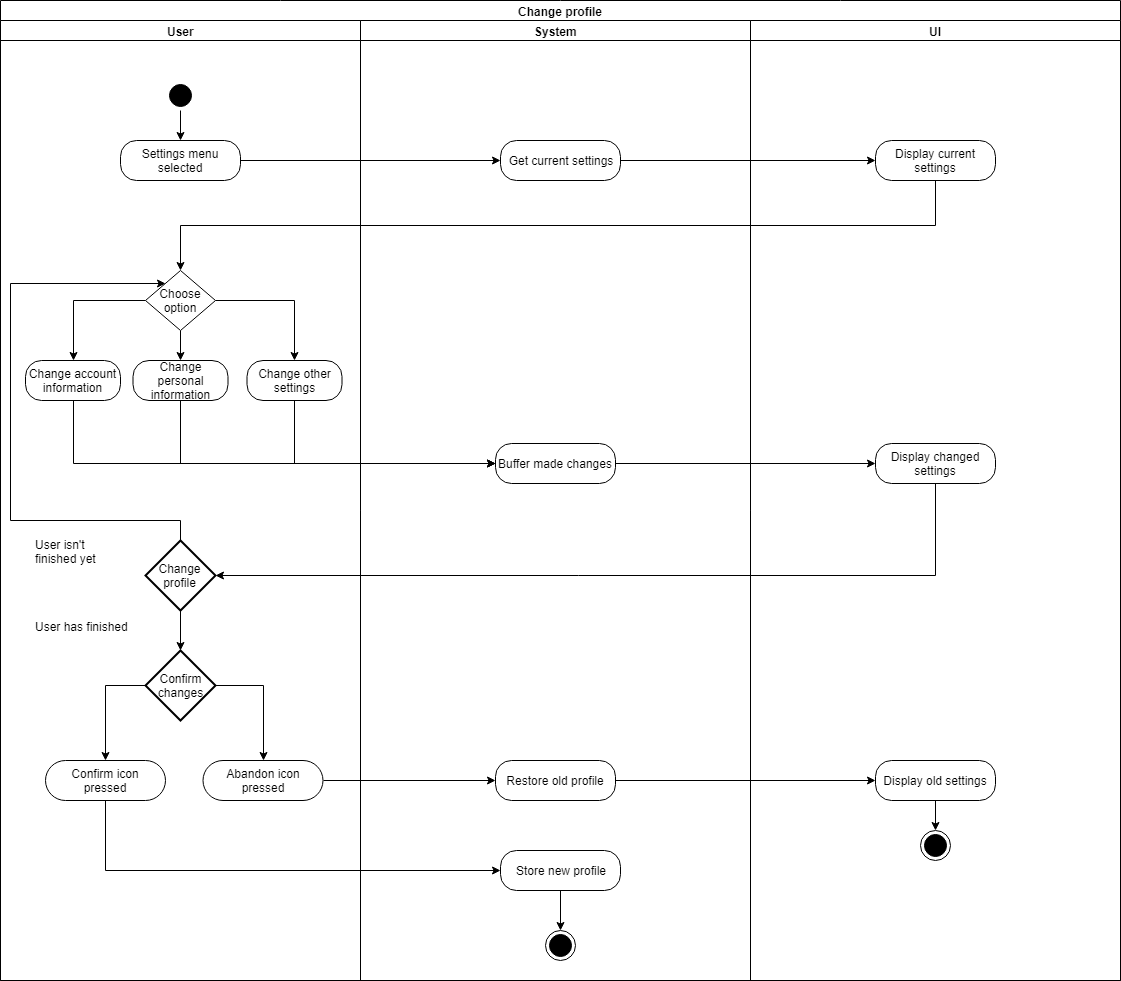 Change profile
User
System
UI
Settings menu
selected
Get current settings
Display current
settings
Choose
option
Change account
information
Change
personal
information
Change other
settings
Buffer made changes
Display changed
settings
User isn't
finished yet
Change
profile
User has finished
Confirm
changes
Confirm icon
pressed
Abandon icon
pressed
Restore old profile
Display old settings
Store new profile